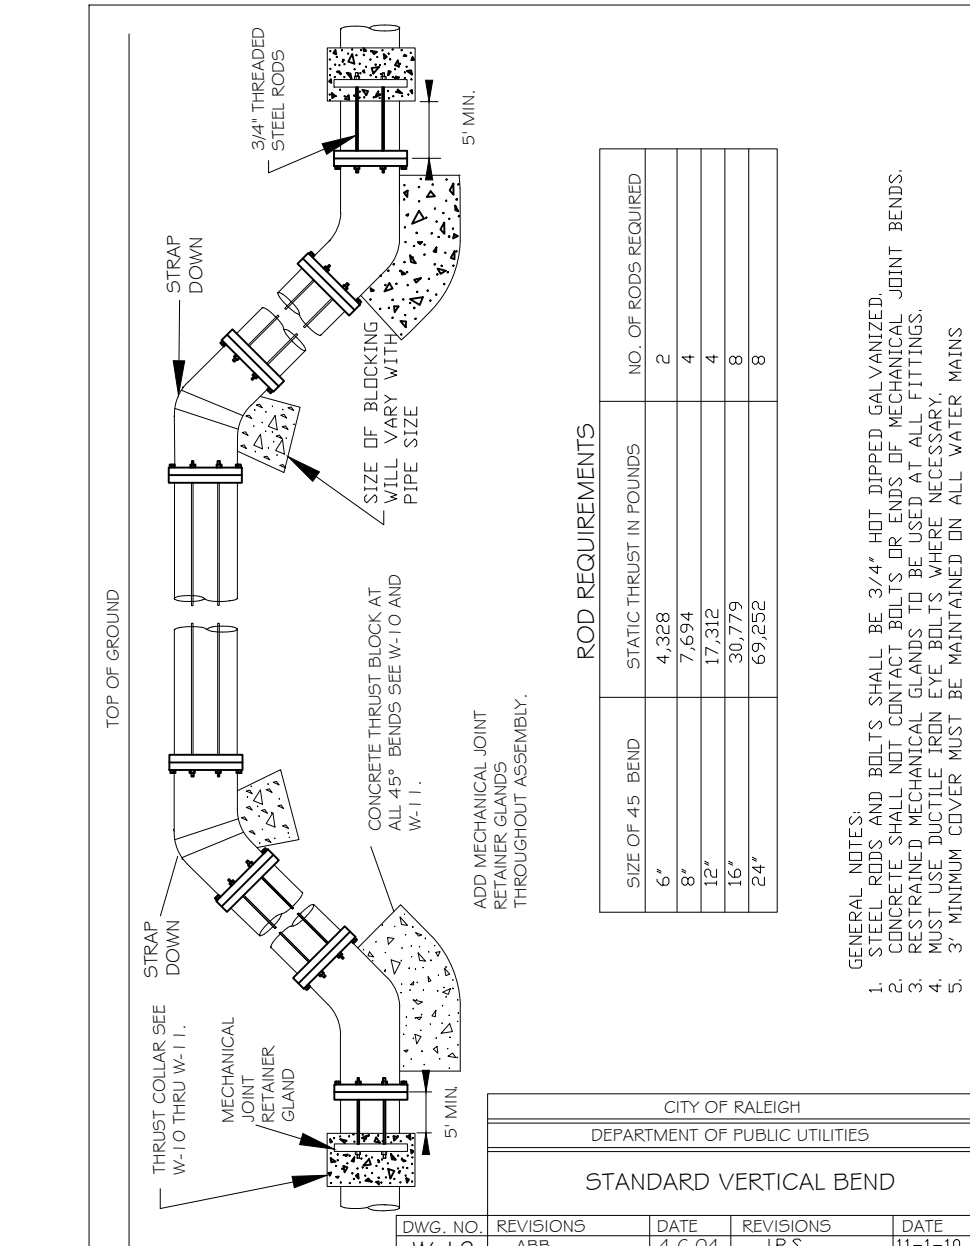 TOP OF GROUND
3/4" THREADED
STEEL RODS
5' MIN.
STRAP
DOWN
SIZE OF BLOCKING
WILL VARY WITH
PIPE SIZE
CONCRETE THRUST BLOCK AT
ALL 45° BENDS SEE W-10 AND
W-11.
ADD MECHANICAL JOINT
RETAINER GLANDS
THROUGHOUT ASSEMBLY.
STRAP
DOWN
THRUST COLLAR SEE
W-10 THRU W-11.
MECHANICAL
JOINT
RETAINER
GLAND
5' MIN.
ROD REQUIREMENTS
SIZE OF 45 BEND STATIC THRUST IN POUNDS NO. OF RODS REQUIRED
6" 4,328 2
8" 7,694 4
12" 17,312 4
16" 30,779 8
24" 69,252 8
GENERAL NOTES:
1. STEEL RODS AND BOLTS SHALL BE 3/4" HOT DIPPED GALVANIZED.
2. CONCRETE SHALL NOT CONTACT BOLTS OR ENDS OF MECHANICAL JOINT BENDS.
3. RESTRAINED MECHANICAL GLANDS TO BE USED AT ALL FITTINGS.
4. MUST USE DUCTILE IRON EYE BOLTS WHERE NECESSARY.
5. 3' MINIMUM COVER MUST BE MAINTAINED ON ALL WATER MAINS
CITY OF RALEIGH
DEPARTMENT OF PUBLIC UTILITIES
STANDARD VERTICAL BEND
DWG. NO. REVISIONS DATE REVISIONS DATE